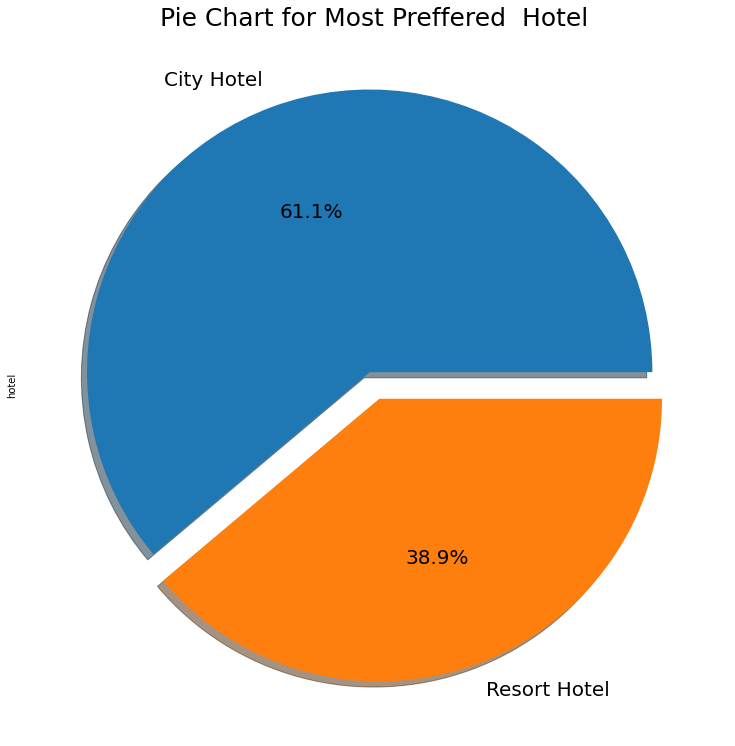 Pie Chart for Most Preffered  Hotel
City Hotel
61.1%
hotel
38.9%
Resort Hotel